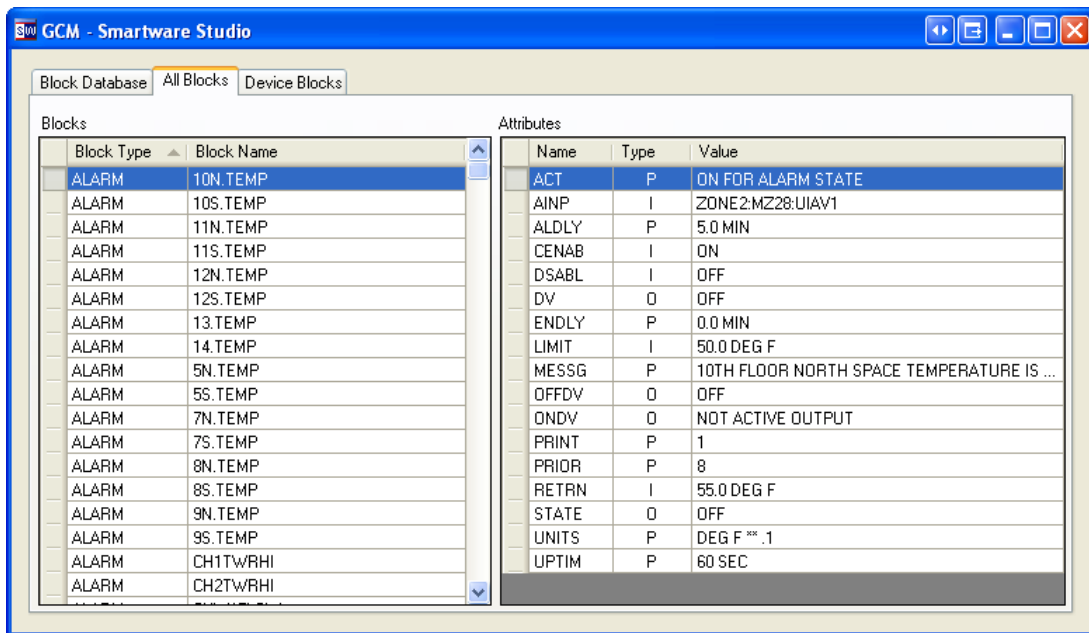 SW GCM - Smartware Studio
Block Database All Blocks Device Blocks
Blocks
Block Type Block Name
ALARM 10N.TEMP
ALARM 10S.TEMP
ALARM 11N.TEMP
ALARM 11S.TEMP
ALARM 12N.TEMP
ALARM 12S.TEMP
ALARM 13.TEMP
ALARM 14.TEMP
ALARM 5N.TEMP
ALARM 5S.TEMP
ALARM 7N.TEMP
ALARM 7S.TEMP
ALARM 8N.TEMP
ALARM 8S.TEMP
ALARM 9N.TEMP
ALARM 9S.TEMP
ALARM CH1TWRHI
ALARM CH2TWRHI
Attributes
Name Type Value
ACT P ON FOR ALARM STATE
AINP I ZONE2:MZ28:UIAV1
ALDLY P 5.0 MIN
CENAB I ON
DSABL I OFF
DV O OFF
ENDLY P 0.0 MIN
LIMIT I 50.0 DEG F
MESSG P 10TH FLOOR NORTH SPACE TEMPERATURE IS ...
OFFDV O OFF
ONDV O NOT ACTIVE OUTPUT
PRINT P 1
PRIOR P 8
RETRN I 55.0 DEG F
STATE O OFF
UNITS P DEG F ** .1
UPTIM P 60 SEC